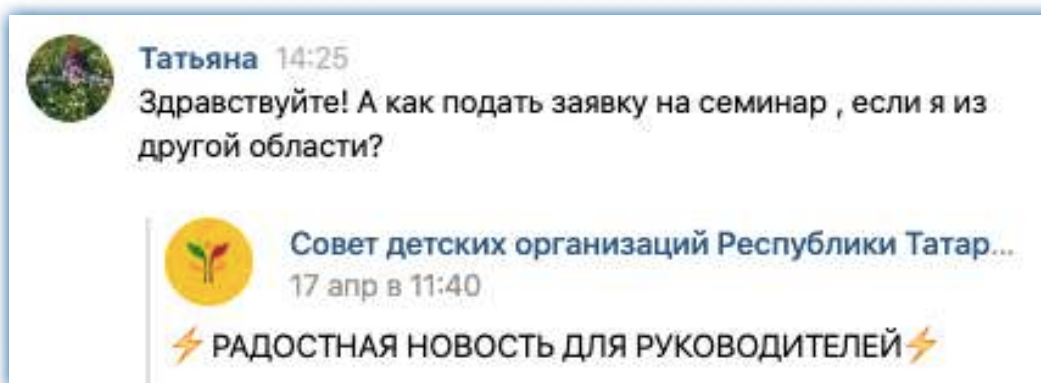 Татьяна 14:25
Здравствуйте! А как подать заявку на семинар , если я из
другой области?
Совет детских организаций Республики Татар...
17 апр в 11:40
⚡РАДОСТНАЯ НОВОСТЬ ДЛЯ РУКОВОДИТЕЛЕЙ⚡